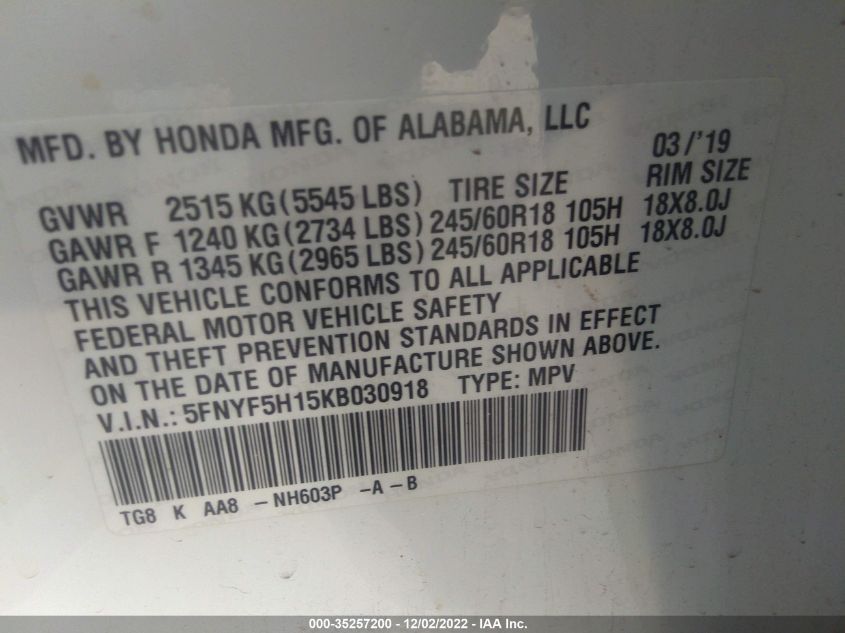 MFD. BY HONDA MFG. OF ALABAMA, LLC 03/'19
GVWR 2515 KG(5545 LBS) TIRE SIZE RIM SIZE
GAWR F 1240 KG(2734 LBS) 245/60R18 105H 18X8.0J
GAWR R 1345 KG(2965 LBS) 245/60R18 105H 18X8.0J
THIS VEHICLE CONFORMS TO ALL APPLICABLE
FEDERAL MOTOR VEHICLE SAFETY
AND THEFT PREVENTION STANDARDS IN EFFECT
ON THE DATE OF MANUFACTURE SHOWN ABOVE.
V.I.N.: 5FNYF5H15KB030918 TYPE: MPV
TG8 K AA8 - NH603P - A - B
000-35257200 - 12/02/2022 - IAA Inc.